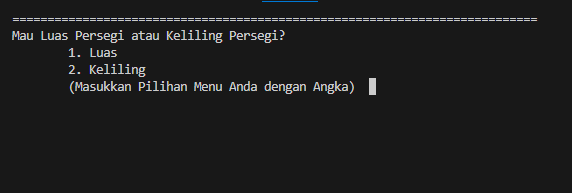 ===========================================================================
Mau Luas Persegi atau Keliling Persegi?
1. Luas
2. Keliling
(Masukkan Pilihan Menu Anda dengan Angka)